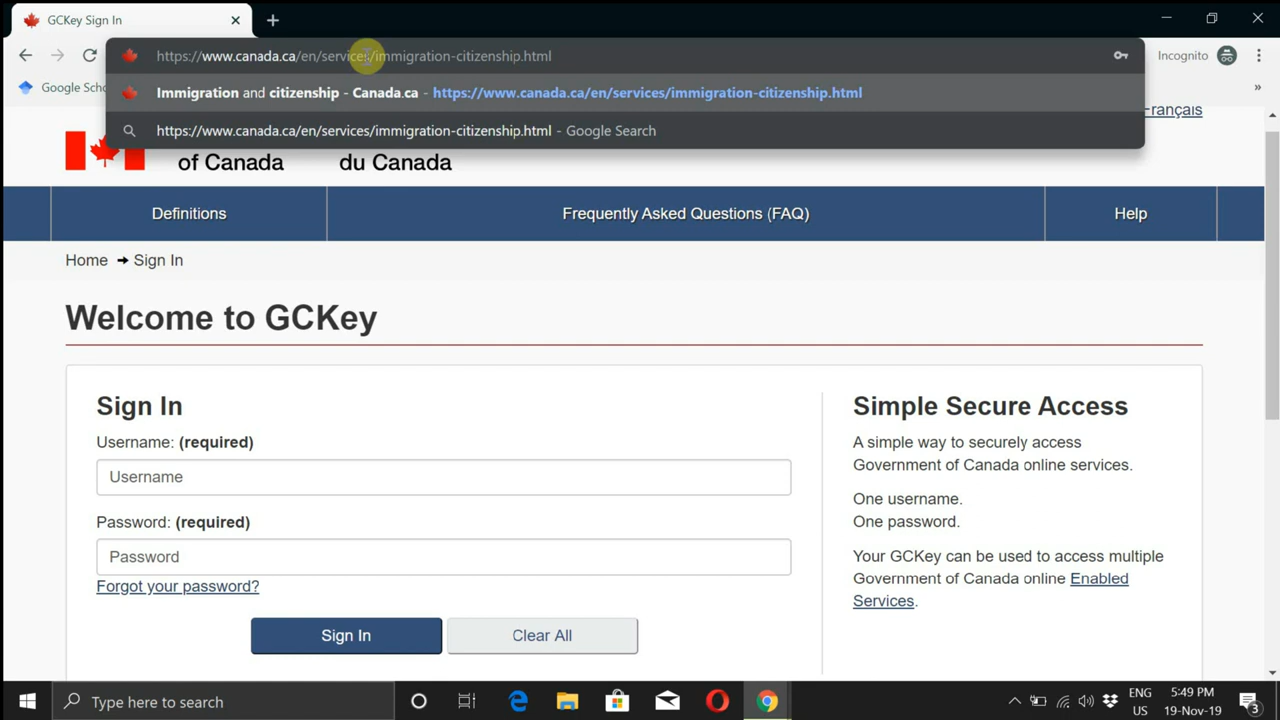 GCKey Sign In
https://www.canada.ca/en/services/immigration-citizenship.html
Incognito
Google Scho
Immigration and citizenship - Canada.ca - https://www.canada.ca/en/services/immigration-citizenship.html
https://www.canada.ca/en/services/immigration-citizenship.html - Google Search
Français
of Canada
du Canada
Definitions
Frequently Asked Questions (FAQ)
Help
Home → Sign In
Welcome to GCKey
Sign In
Username: (required)
Username
Password: (required)
Password
Forgot your password?
Sign In
Clear All
Simple Secure Access
A simple way to securely access
Government of Canada online services.
One username.
One password.
Your GCKey can be used to access multiple
Government of Canada online Enabled
Services.
Type here to search
ENG
US
5:49 PM
19-Nov-19
3